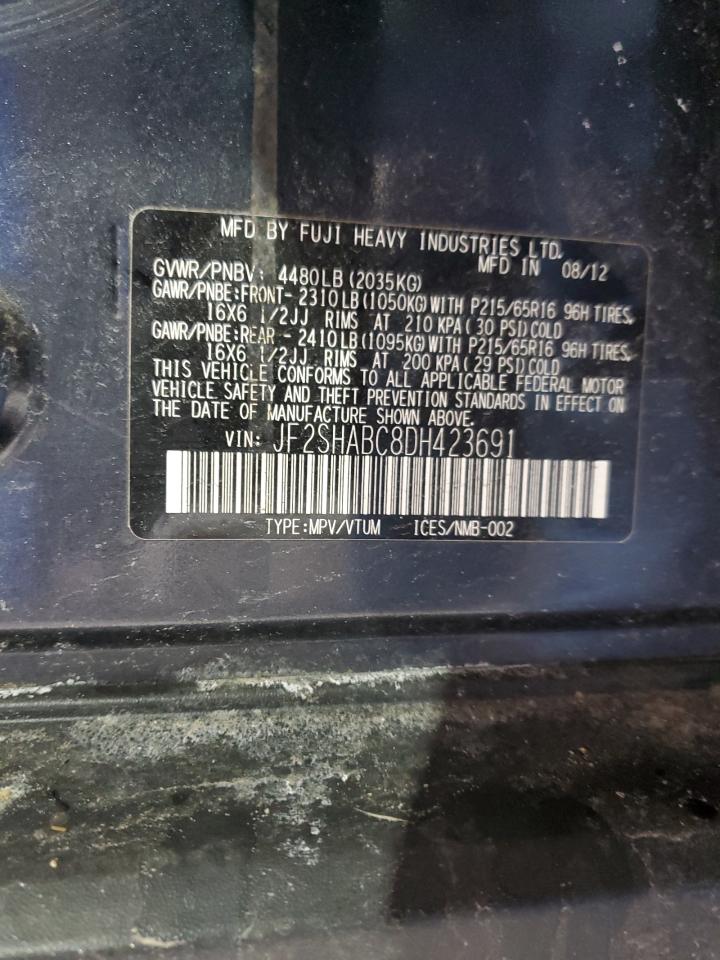 MFD BY FUJI HEAVY INDUSTRIES LTD.
MFD IN 08/12
GVWR/PNBV: 4480LB(2035KG)
GAWR/PNBE:FRONT- 2310LB(1050KG)WITH P215/65R16 96H TIRES,
16X6 1/2JJ RIMS AT 210 KPA(30 PSI)COLD
GAWR/PNBE:REAR - 2410LB(1095KG)WITH P215/65R16 96H TIRES,
16X6 1/2JJ RIMS AT 200 KPA(29 PSI)COLD
THIS VEHICLE CONFORMS TO ALL APPLICABLE FEDERAL MOTOR
VEHICLE SAFETY AND THEFT PREVENTION STANDARDS IN EFFECT ON
THE DATE OF MANUFACTURE SHOWN ABOVE.
VIN: JF2SHABC8DH423691
TYPE:MPV/VTUM ICES/NMB-002